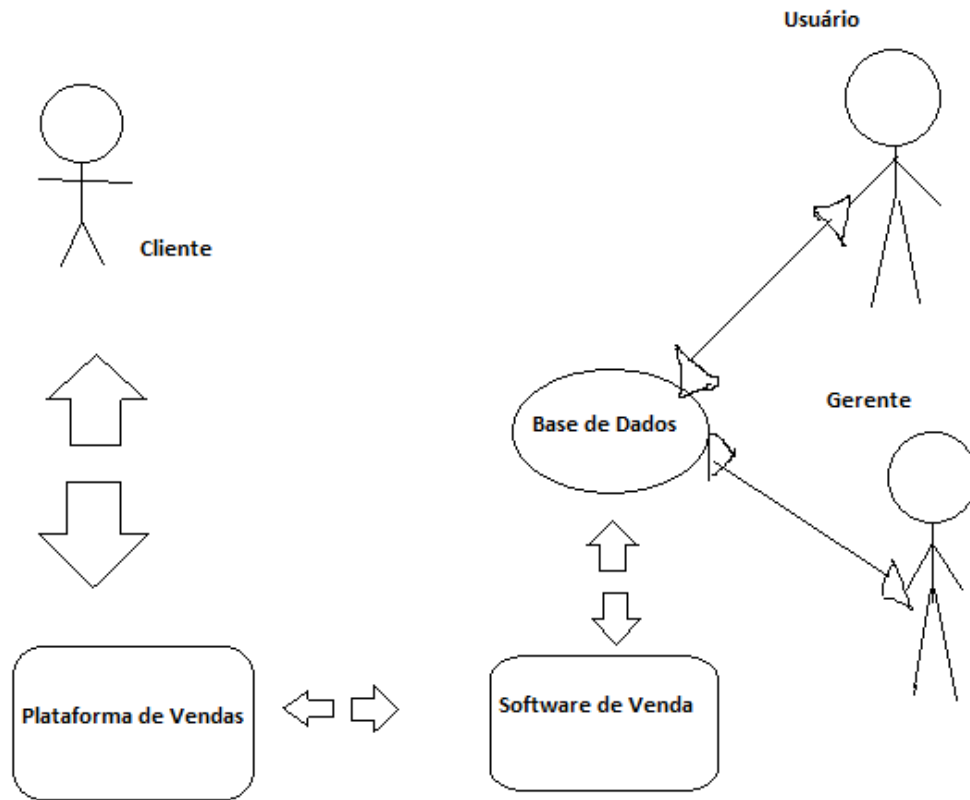 Usuário
Cliente
Gerente
Base de Dados
Plataforma de Vendas
Software de Venda